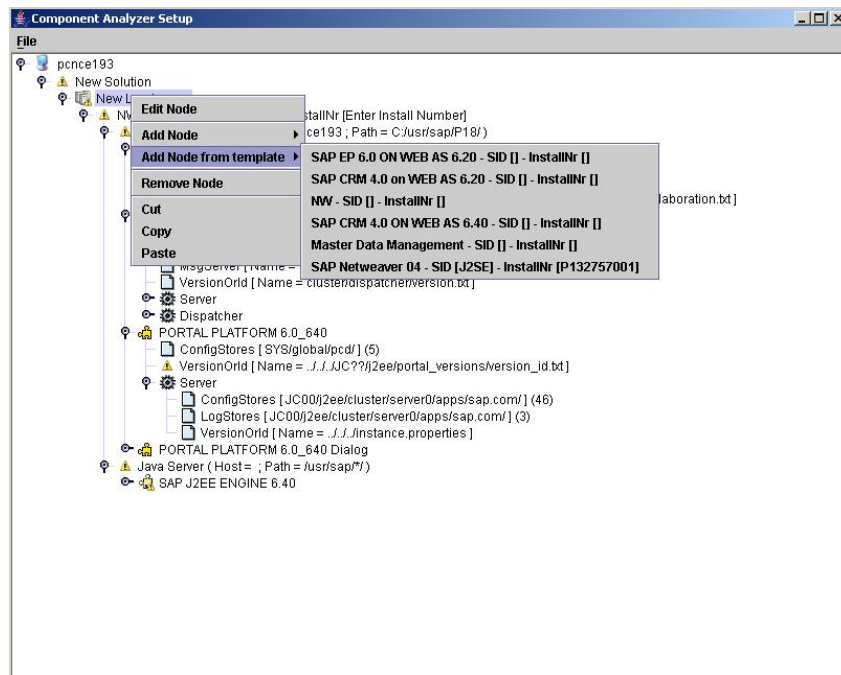 Component Analyzer Setup
File
pcnce193
New Solution
New L
Edit Node
NW
stallNr [Enter Install Number]
Add Node
ce193 ; Path = C:/usr/sap/P18/ )
Add Node from template
SAP EP 6.0 ON WEB AS 6.20 - SID [] - InstallNr []
SAP CRM 4.0 on WEB AS 6.20 - SID [] - InstallNr []
Remove Node
NW - SID [] - InstallNr []
laboration.txt ]
Cut
SAP CRM 4.0 ON WEB AS 6.40 - SID [] - InstallNr []
Copy
Master Data Management - SID [] - InstallNr []
Paste
SAP Netweaver 04 - SID [J2SE] - InstallNr [P132757001]
MsgServer [ Name =
VersionOrId [ Name = cluster/dispatcher/version.txt ]
Server
Dispatcher
PORTAL PLATFORM 6.0_640
ConfigStores [ SYS/global/pcd/ ] (5)
VersionOrId [ Name = ../../../JC??/j2ee/portal_versions/version_id.txt ]
Server
ConfigStores [ JC00/j2ee/cluster/server0/apps/sap.com/ ] (46)
LogStores [ JC00/j2ee/cluster/server0/apps/sap.com/ ] (3)
VersionOrId [ Name = ../../../instance.properties ]
PORTAL PLATFORM 6.0_640 Dialog
Java Server ( Host = ; Path = /usr/sap/*/ )
SAP J2EE ENGINE 6.40